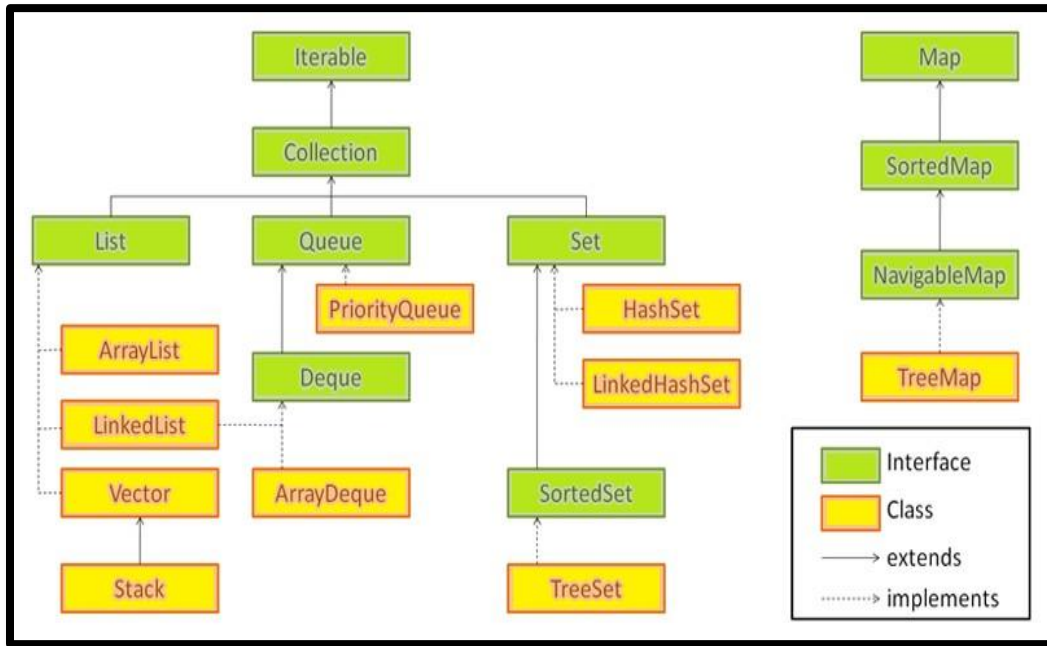 Iterable
Map
Collection
SortedMap
List
Queue
Set
NavigableMap
PriorityQueue
HashSet
ArrayList
Deque
LinkedHashSet
TreeMap
LinkedList
Interface
Vector
ArrayDeque
SortedSet
Class
extends
Stack
TreeSet
implements